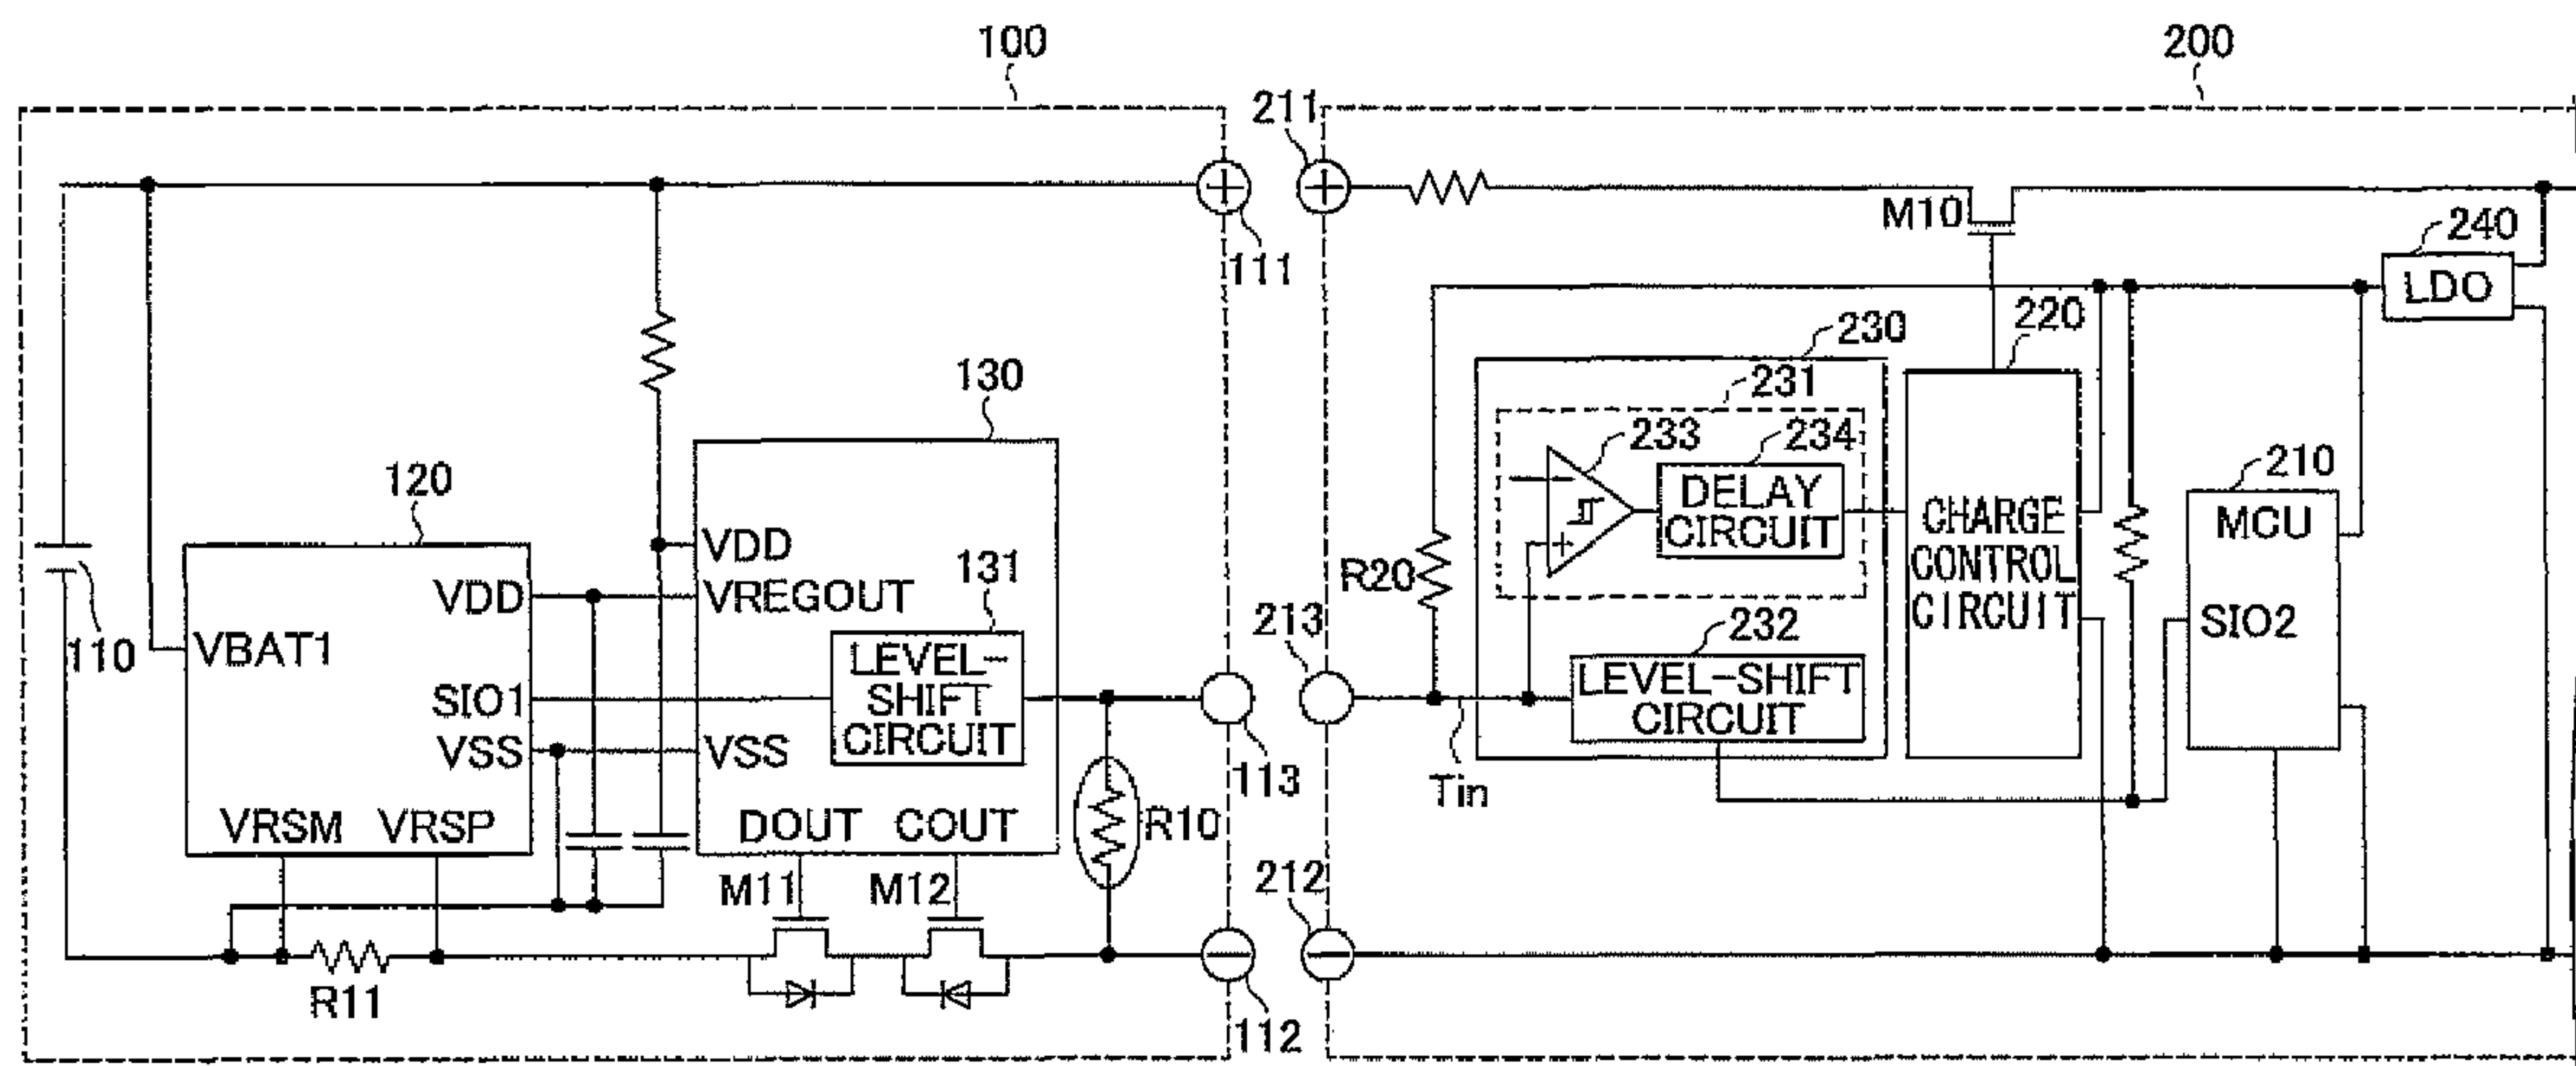 100
200
211
111
M10
240
LDO
230
220
130
231
233
234
DELAY
CIRCUIT
CHARGE
CONTROL
CIRCUIT
210
MCU
SIO2
120
110
VBAT1
VDD
SIO1
VSS
VRSM
VRSP
VDD
VREGOUT
131
LEVEL-
SHIFT
CIRCUIT
VSS
DOUT
COUT
R20
213
232
LEVEL-SHIFT
CIRCUIT
113
Tin
R10
M11
M12
212
R11
112
+
+
−
+
−
−